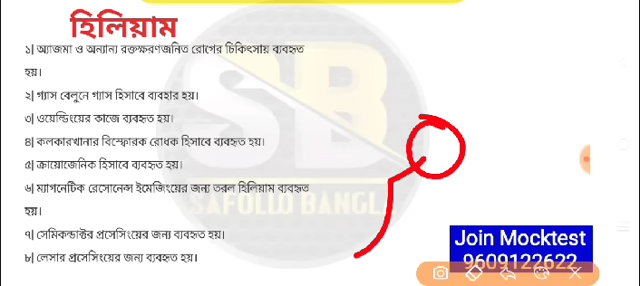 হিলিয়াম
১| অ্যাজমা ও অন্যান্য রক্তক্ষরণজনিত রোগের চিকিৎসায় ব্যবহৃত
হয়।
২| গ্যাস বেলুনে গ্যাস হিসাবে ব্যবহার হয়।
৩| ওয়েল্ডিংয়ের কাজে ব্যবহৃত হয়।
৪| কলকারখানার বিস্ফোরক রোধক হিসাবে ব্যবহৃত হয়।
৫| ক্রায়োজেনিক হিসাবে ব্যবহৃত হয়।
৬| ম্যাগনেটিক রেসোনেন্স ইমেজিংয়ের জন্য তরল হিলিয়াম ব্যবহৃত
হয়।
৭| সেমিকন্ডাক্টর প্রসেসিংয়ের জন্য ব্যবহৃত হয়।
৮| লেসার প্রসেসিংয়ের জন্য ব্যবহৃত হয়।
SB
SAFOLLO BANGLA
Join Mocktest
9609122622